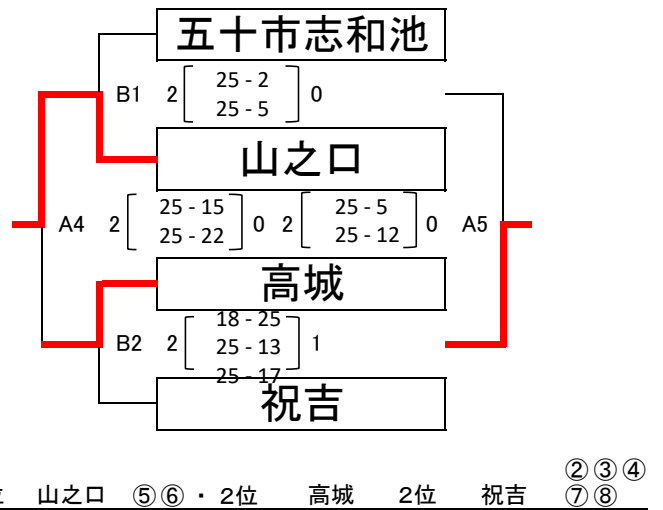 五十市志和池
B1 2 25 - 2 0
25 - 5
山之口
A4 2 25 - 15 0 2 25 - 5 0 A5
25 - 22 25 - 12
高城
18 - 25
B2 2 25 - 13 1
25 - 17
祝吉
②③④
位 山之口 ⑤⑥ ・ 2位 高城 2位 祝吉 ⑦⑧